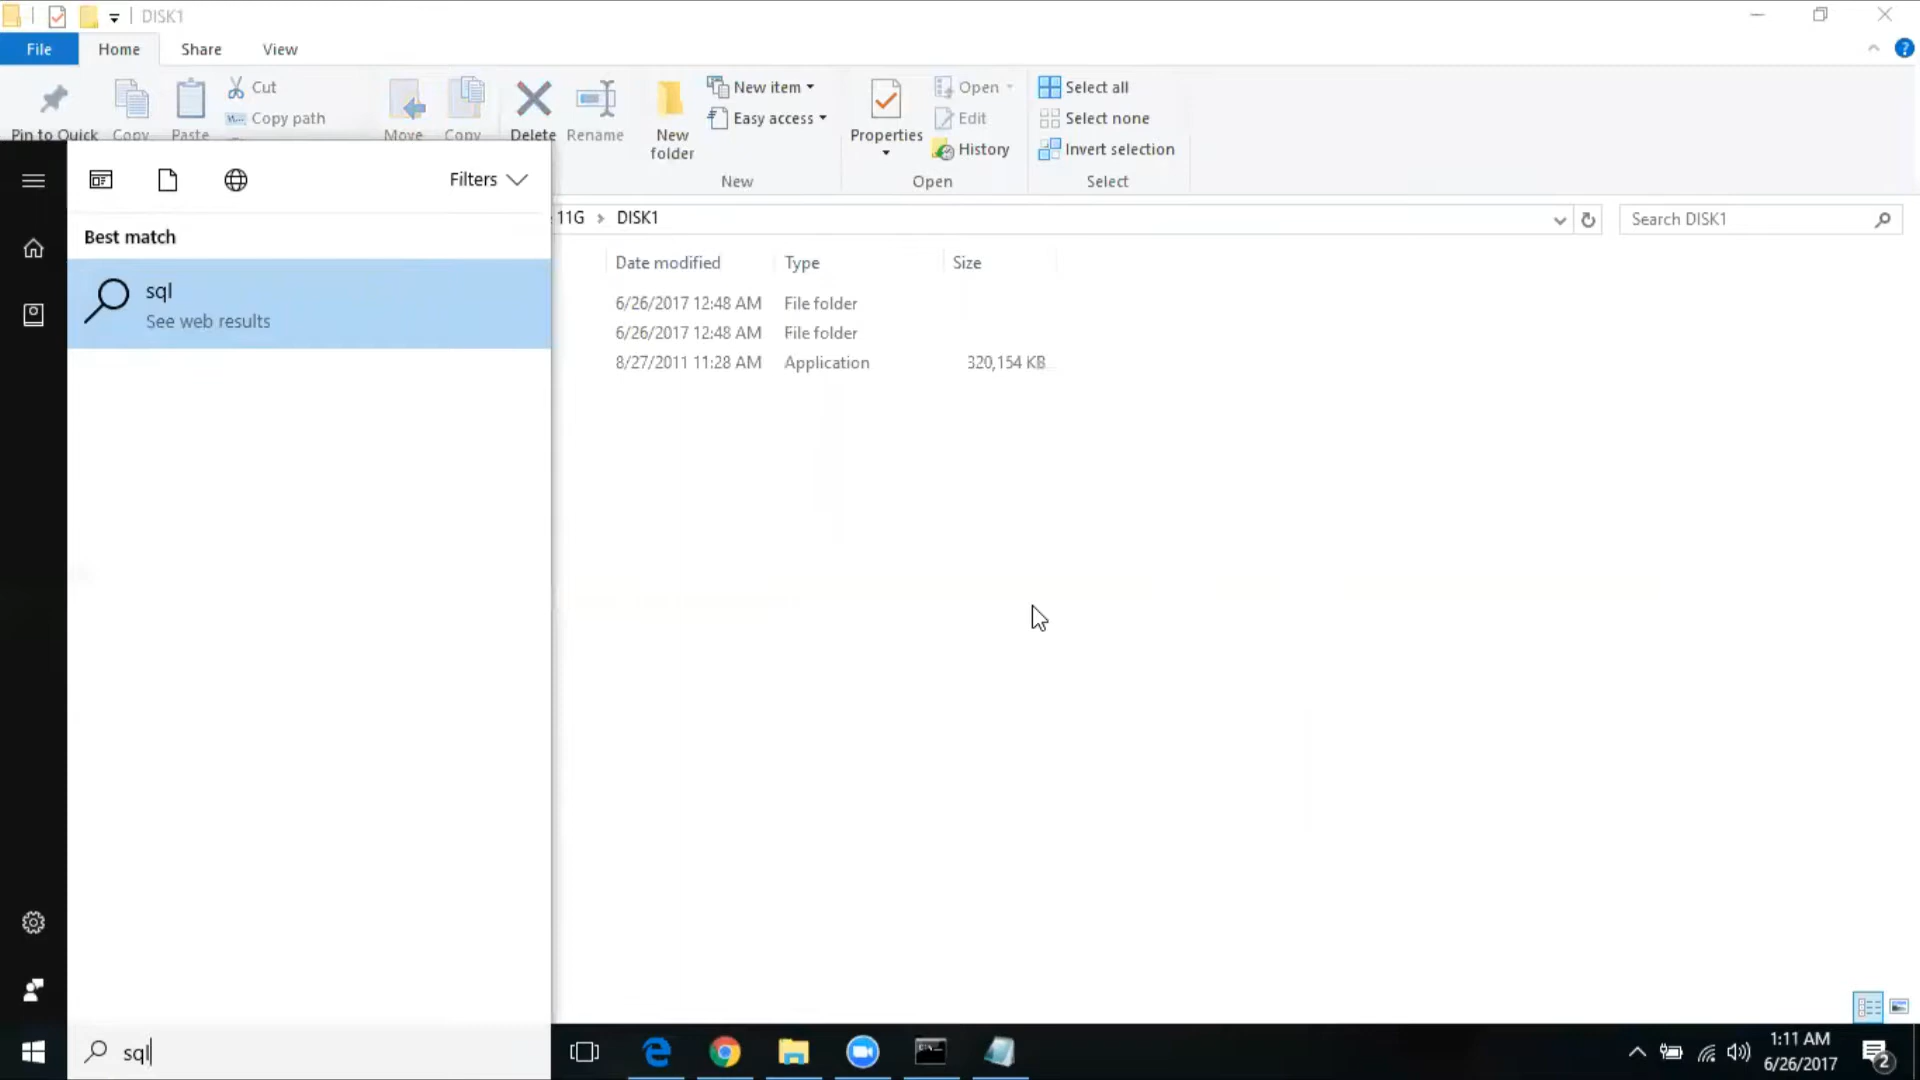 DISK1
File
Home
Share
View
Pin to Quick
Copy
Paste
Cut
Copy path
Move
Copy
Delete
Rename
New
folder
New item
Easy access
New
Properties
Open
Edit
History
Open
Select all
Select none
Invert selection
Select
Filters
11G > DISK1
Search DISK1
Best match
sql
See web results
Date modified
Type
Size
6/26/2017 12:48 AM
File folder
6/26/2017 12:48 AM
File folder
8/27/2011 11:28 AM
Application
320,154 KB
sql
1:11 AM
6/26/2017
2